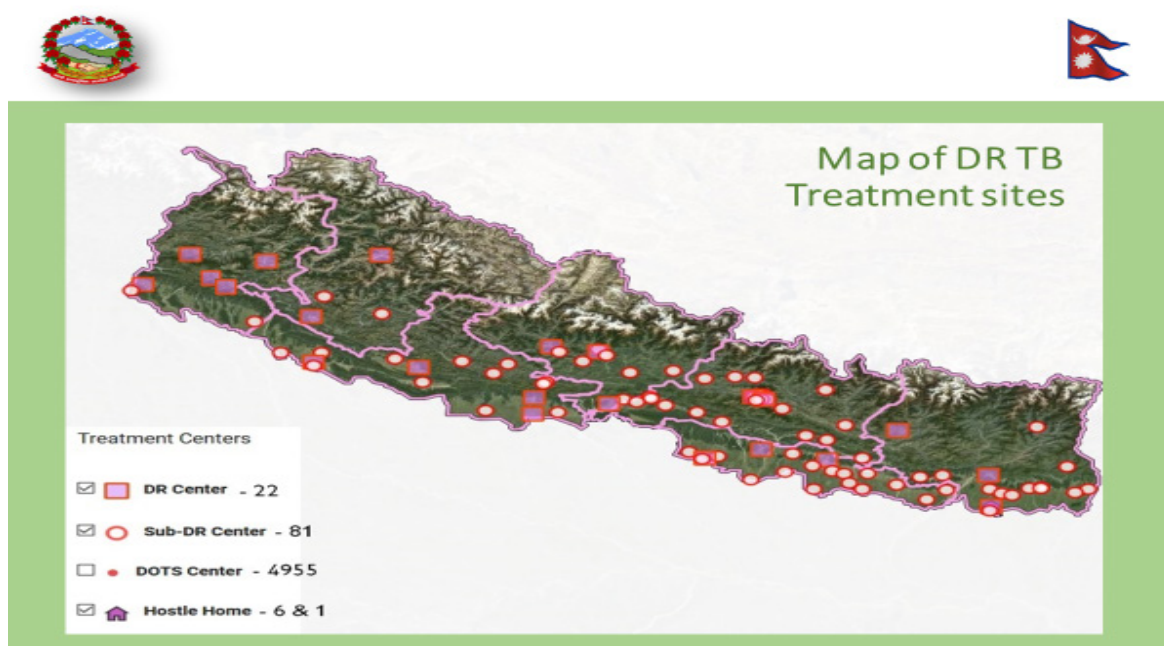 Map of DR TB
Treatment sites
Treatment Centers
DR Center - 22
Sub-DR Center - 81
DOTS Center - 4955
Hostle Home - 6 & 1